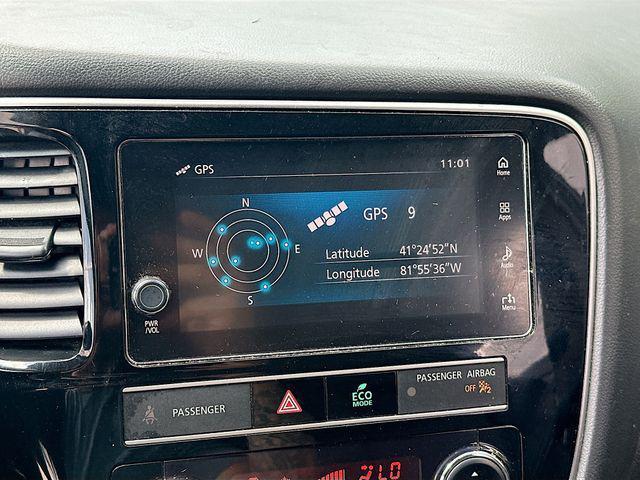 GPS 11:01
Home
N
GPS 9
Apps
W E
Latitude 41°24'52"N
Longitude 81°55'36"W
Audio
S
Menu
PWR
/VOL
PASSENGER
ECO
MODE
PASSENGER AIRBAG
OFF
LO